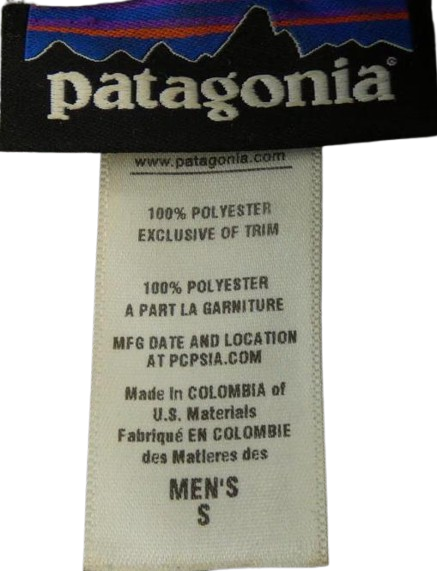 patagonia®
www.patagonia.com
100% POLYESTER
EXCLUSIVE OF TRIM
100% POLYESTER
A PART LA GARNITURE
MFG DATE AND LOCATION
AT PCPSIA.COM
Made In COLOMBIA of
U.S. Materials
Fabriqué EN COLOMBIE
des Matieres des
MEN'S
S